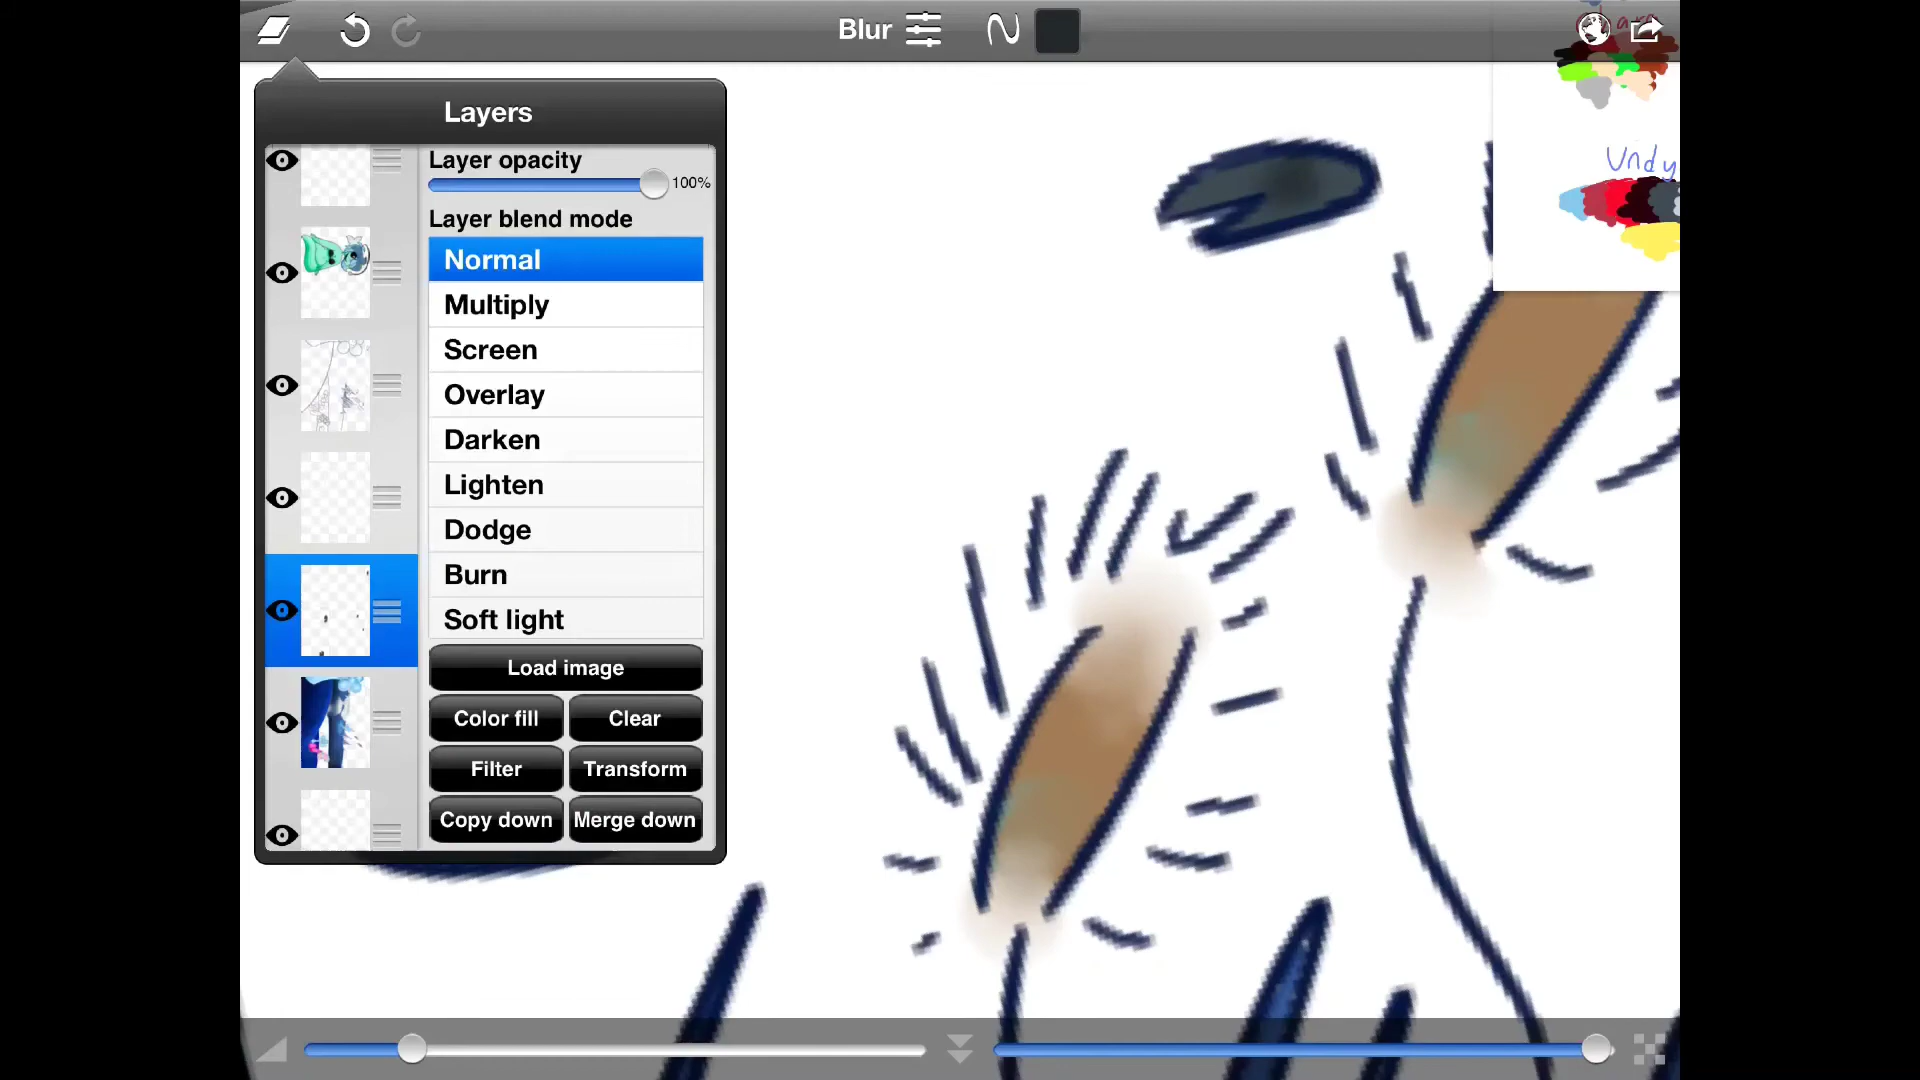 Blur
Layers
Layer opacity
100%
Layer blend mode
Normal
Multiply
Screen
Overlay
Darken
Lighten
Dodge
Burn
Soft light
Load image
Color fill
Clear
Filter
Transform
Copy down
Merge down
Undy